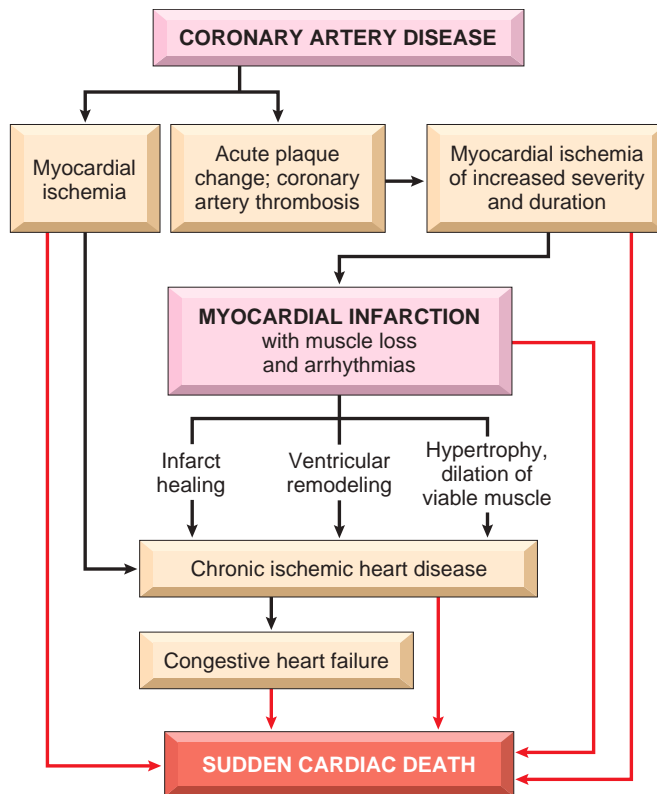 CORONARY ARTERY DISEASE
Myocardial
ischemia
Acute plaque
change; coronary
artery thrombosis
Myocardial ischemia
of increased severity
and duration
MYOCARDIAL INFARCTION
with muscle loss
and arrhythmias
Infarct
healing
Ventricular
remodeling
Hypertrophy,
dilation of
viable muscle
Chronic ischemic heart disease
Congestive heart failure
SUDDEN CARDIAC DEATH